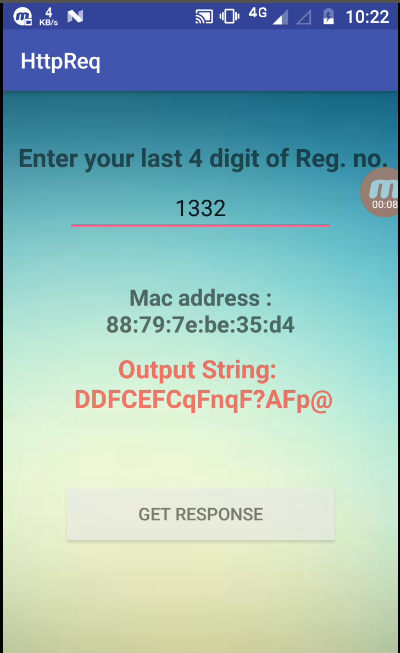 4
KB/s
4G
10:22
HttpReq
Enter your last 4 digit of Reg. no.
1332
00:08
Mac address :
88:79:7e:be:35:d4
Output String:
DDFCEFCqFnqF?AFp@
GET RESPONSE